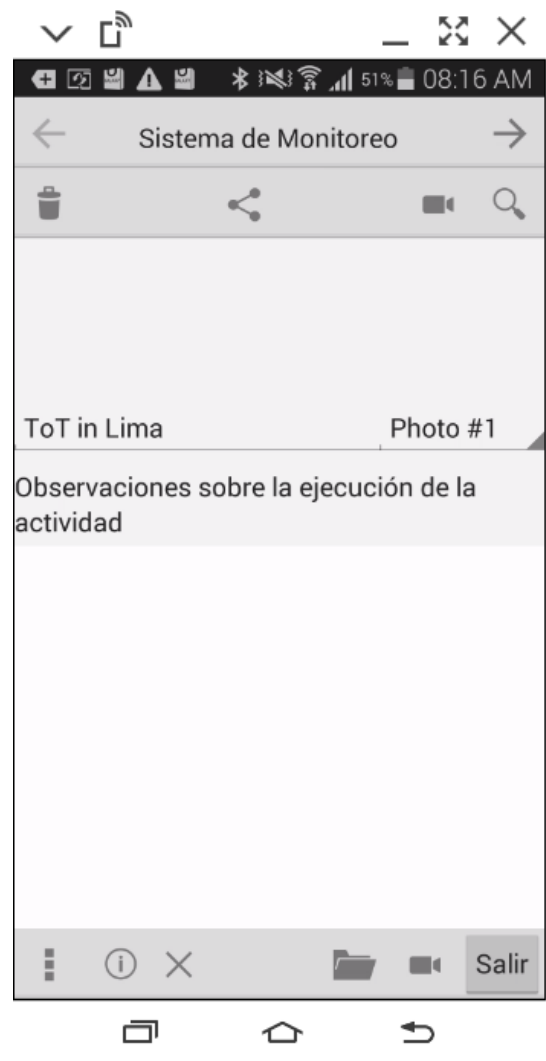 51% 08:16 AM
Sistema de Monitoreo
ToT in Lima Photo #1
Observaciones sobre la ejecución de la
actividad
Salir